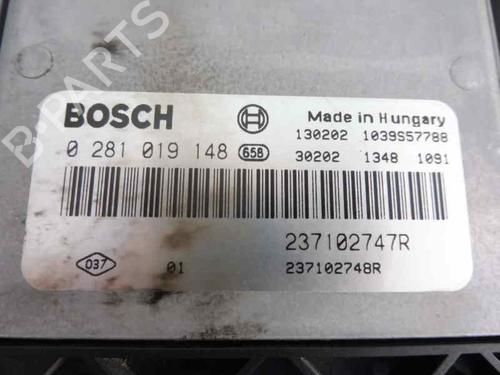 BOSCH
Made in Hungary
130202 1039S57788
0 281 019 148 658
30202 1348 1091
237102747R
037
01
237102748R
B-PARTS